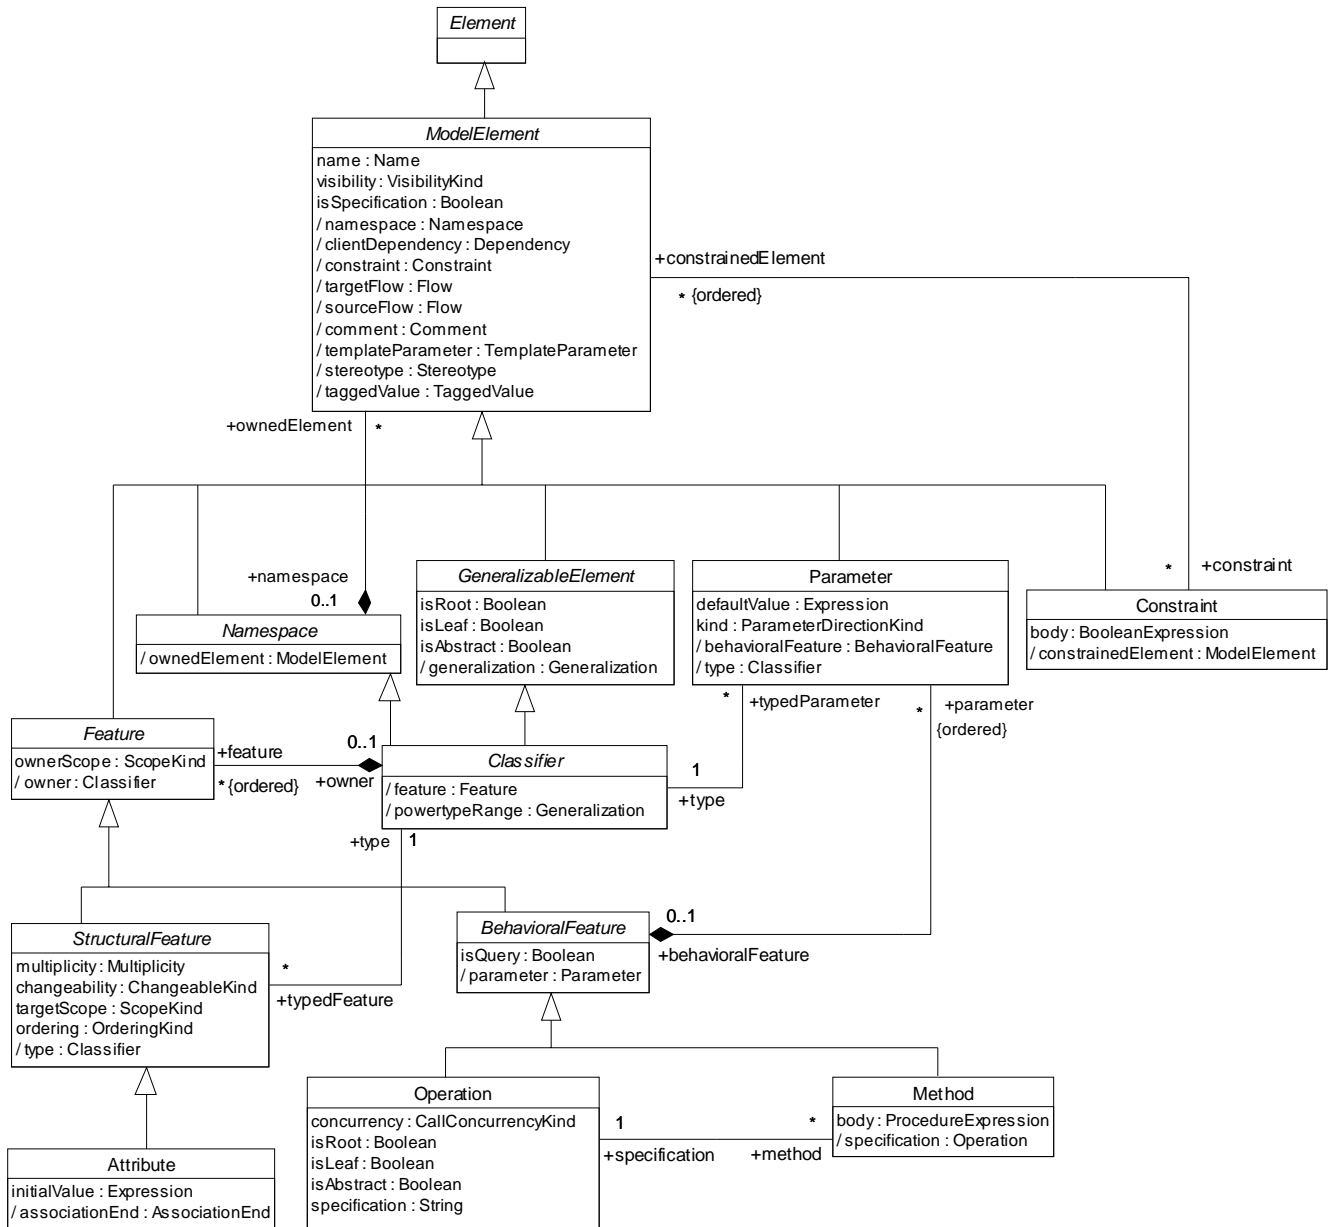 Element
ModelElement
name : Name
visibility : VisibilityKind
isSpecification : Boolean
/ namespace : Namespace
/ clientDependency : Dependency
/ constraint : Constraint
/ targetFlow : Flow
/ sourceFlow : Flow
/ comment : Comment
/ templateParameter : TemplateParameter
/ stereotype : Stereotype
/ taggedValue : TaggedValue
+constrainedElement
* {ordered}
+ownedElement *
+namespace
0..1
Namespace
/ ownedElement : ModelElement
GeneralizableElement
isRoot : Boolean
isLeaf : Boolean
isAbstract : Boolean
/ generalization : Generalization
Parameter
defaultValue : Expression
kind : ParameterDirectionKind
/ behavioralFeature : BehavioralFeature
/ type : Classifier
* +constraint
Constraint
body : BooleanExpression
/ constrainedElement : ModelElement
* +typedParameter
* +parameter
{ordered}
Feature
ownerScope : ScopeKind
/ owner : Classifier
+feature
* {ordered}
0..1
+owner
Classifier
/ feature : Feature
/ powertypeRange : Generalization
1
+type
+type 1
StructuralFeature
multiplicity : Multiplicity
changeability : ChangeableKind
targetScope : ScopeKind
ordering : OrderingKind
/ type : Classifier
*
+typedFeature
BehavioralFeature
isQuery : Boolean
/ parameter : Parameter
0..1
+behavioralFeature
Operation
concurrency : CallConcurrencyKind
isRoot : Boolean
isLeaf : Boolean
isAbstract : Boolean
specification : String
1
+specification
*
+method
Method
body : ProcedureExpression
/ specification : Operation
Attribute
initialValue : Expression
/ associationEnd : AssociationEnd